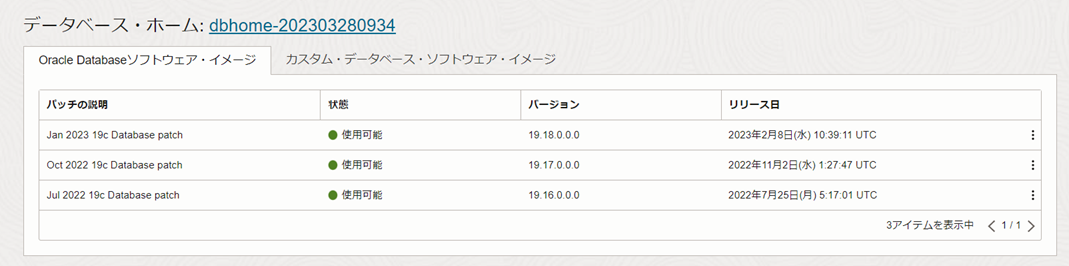 データベース・ホーム: dbhome-202303280934
Oracle Databaseソフトウェア・イメージ カスタム・データベース・ソフトウェア・イメージ
パッチの説明 状態 バージョン リリース日
Jan 2023 19c Database patch 使用可能 19.18.0.0.0 2023年2月8日(水) 10:39:11 UTC
Oct 2022 19c Database patch 使用可能 19.17.0.0.0 2022年11月2日(水) 1:27:47 UTC
Jul 2022 19c Database patch 使用可能 19.16.0.0.0 2022年7月25日(月) 5:17:01 UTC
3アイテムを表示中 1 / 1